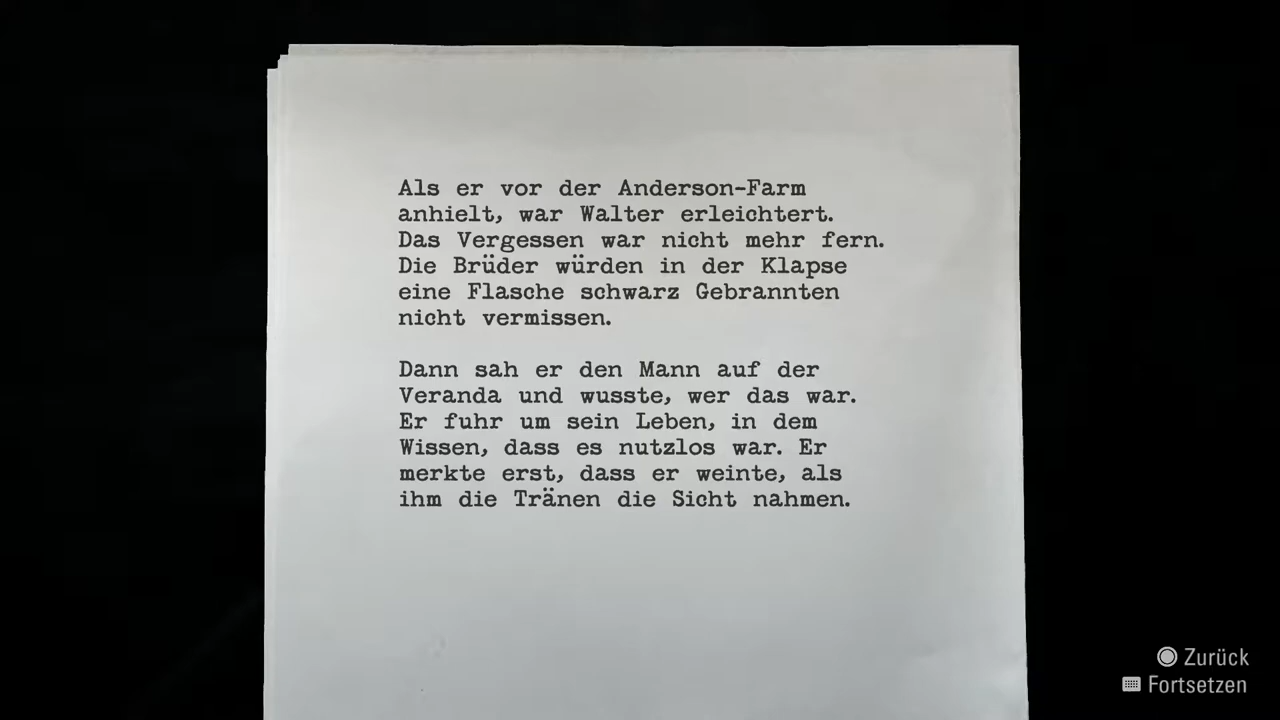 Als er vor der Anderson-Farm
anhielt, war Walter erleichtert.
Das Vergessen war nicht mehr fern.
Die Brüder würden in der Klapse
eine Flasche schwarz Gebrannten
nicht vermissen.
Dann sah er den Mann auf der
Veranda und wusste, wer das war.
Er fuhr um sein Leben, in dem
Wissen, dass es nutzlos war. Er
merkte erst, dass er weinte, als
ihm die Tränen die Sicht nahmen.
Zurück
Fortsetzen